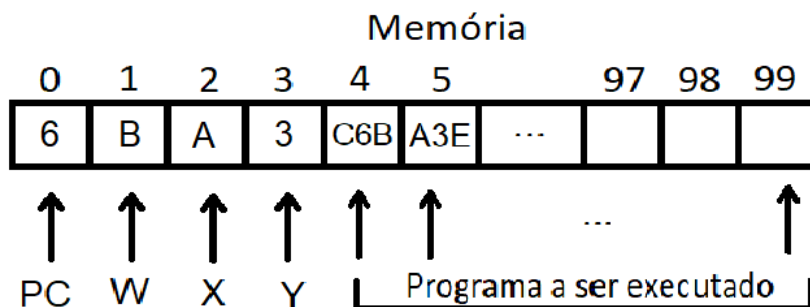 Memória
0 1 2 3 4 5 97 98 99
6 B A 3 C6B A3E ...
...
PC W X Y Programa a ser executado